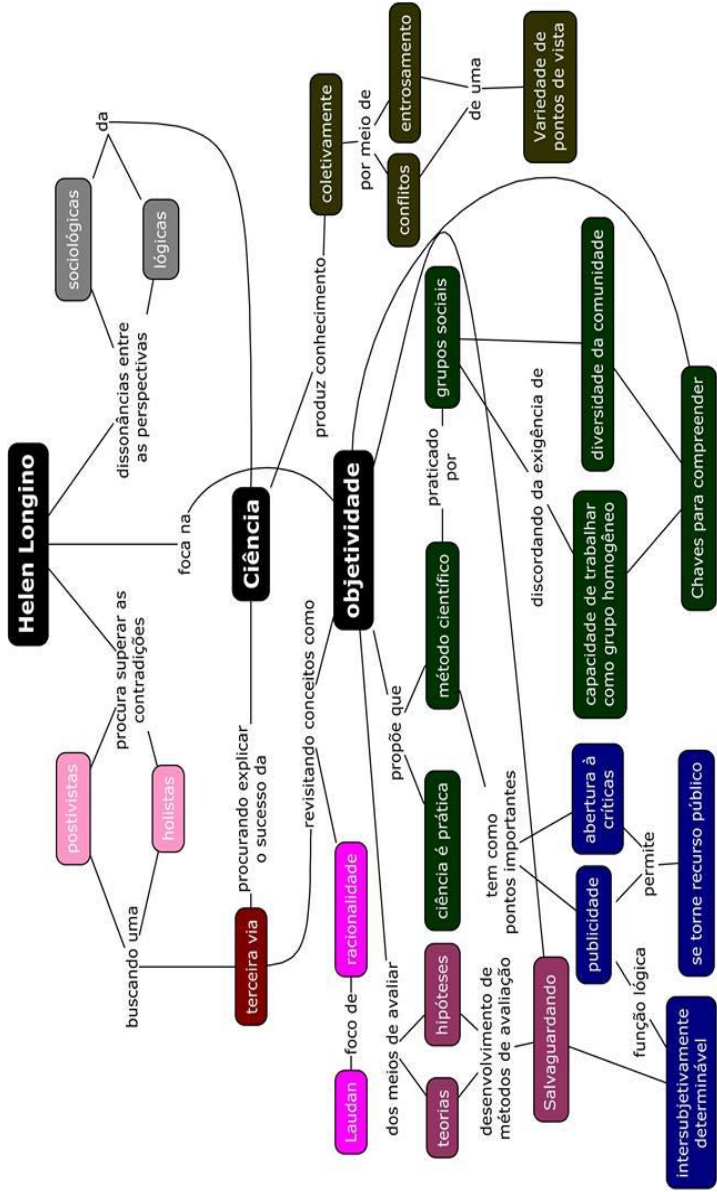 Helen Longino
postivistas
holistas
procura superar as
contradições
dissonâncias entre
as perspectivas
sociológicas
lógicas
da
foca na
buscando uma
terceira via
procurando explicar
o sucesso da
Ciência
produz conhecimento
coletivamente
por meio de
conflitos
entrosamento
de uma
Variedade de
pontos de vista
revisitando conceitos como
Laudan
foco de
racionalidade
objetividade
dos meios de avaliar
teorias
hipóteses
desenvolvimento de
métodos de avaliação
Salvaguardando
propõe que
ciência é prática
método científico
praticado
por
grupos sociais
tem como
pontos importantes
publicidade
abertura à
críticas
função lógica
permite
intersubjetivamente
determinável
se torne recurso público
discordando da exigência de
capacidade de trabalhar
como grupo homogêneo
diversidade da comunidade
Chaves para compreender